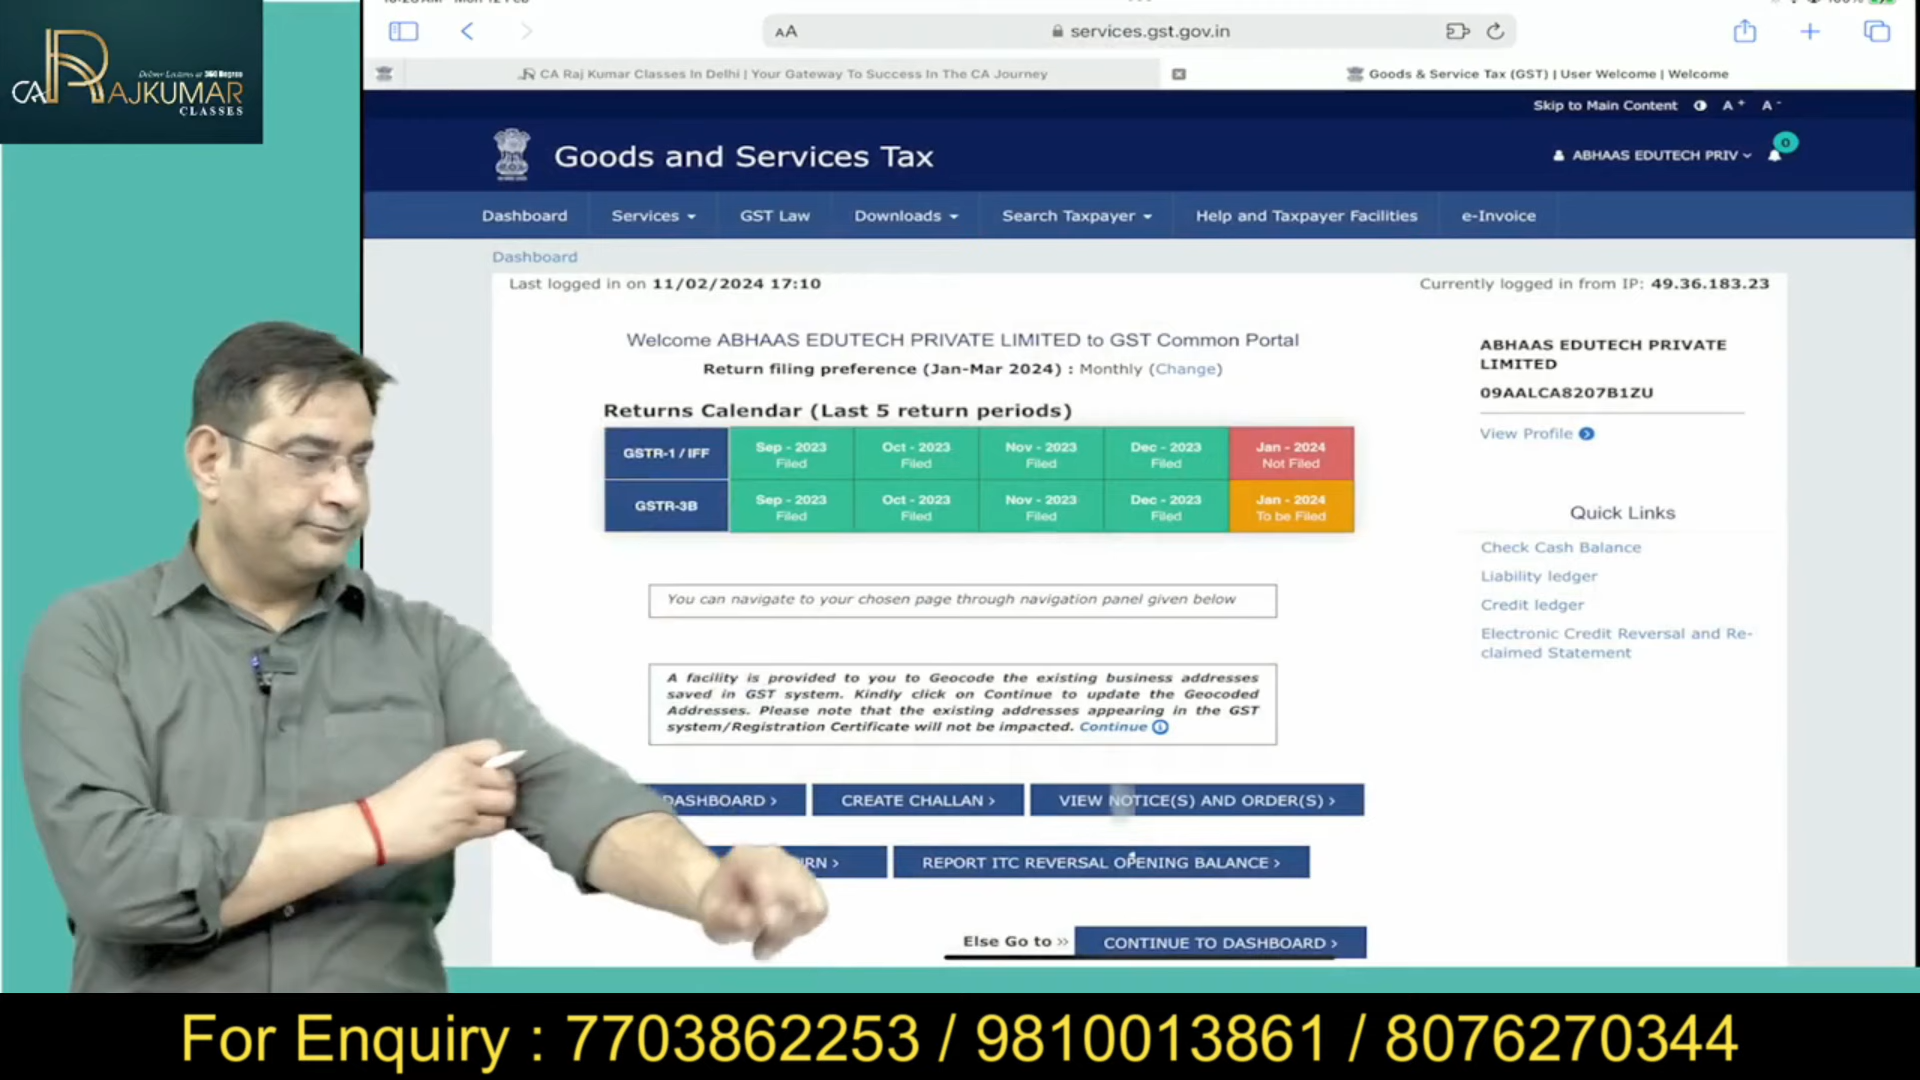 CA RAJKUMAR
Deliver Lectures at 360 Degree
CLASSES
AA
services.gst.gov.in
CA Raj Kumar Classes In Delhi | Your Gateway To Success In The CA Journey
Goods & Service Tax (GST) | User Welcome | Welcome
Skip to Main Content A+ A-
Goods and Services Tax
ABHAAS EDUTECH PRIV
0
Dashboard Services GST Law Downloads Search Taxpayer Help and Taxpayer Facilities e-Invoice
Dashboard
Last logged in on 11/02/2024 17:10
Currently logged in from IP: 49.36.183.23
Welcome ABHAAS EDUTECH PRIVATE LIMITED to GST Common Portal
Return filing preference (Jan-Mar 2024) : Monthly (Change)
Returns Calendar (Last 5 return periods)
GSTR-1 / IFF
Sep - 2023 Oct - 2023 Nov - 2023 Dec - 2023 Jan - 2024
Filed Filed Filed Filed Not Filed
GSTR-3B
Sep - 2023 Oct - 2023 Nov - 2023 Dec - 2023 Jan - 2024
Filed Filed Filed Filed To be Filed
You can navigate to your chosen page through navigation panel given below
A facility is provided to you to Geocode the existing business addresses
saved in GST system. Kindly click on Continue to update the Geocoded
Addresses. Please note that the existing addresses appearing in the GST
system/Registration Certificate will not be impacted. Continue
DASHBOARD > CREATE CHALLAN > VIEW NOTICE(S) AND ORDER(S) >
REPORT ITC REVERSAL OPENING BALANCE >
Else Go to >> CONTINUE TO DASHBOARD >
ABHAAS EDUTECH PRIVATE
LIMITED
09AALCA8207B1ZU
View Profile
Quick Links
Check Cash Balance
Liability ledger
Credit ledger
Electronic Credit Reversal and Re-
claimed Statement
For Enquiry : 7703862253 / 9810013861 / 8076270344